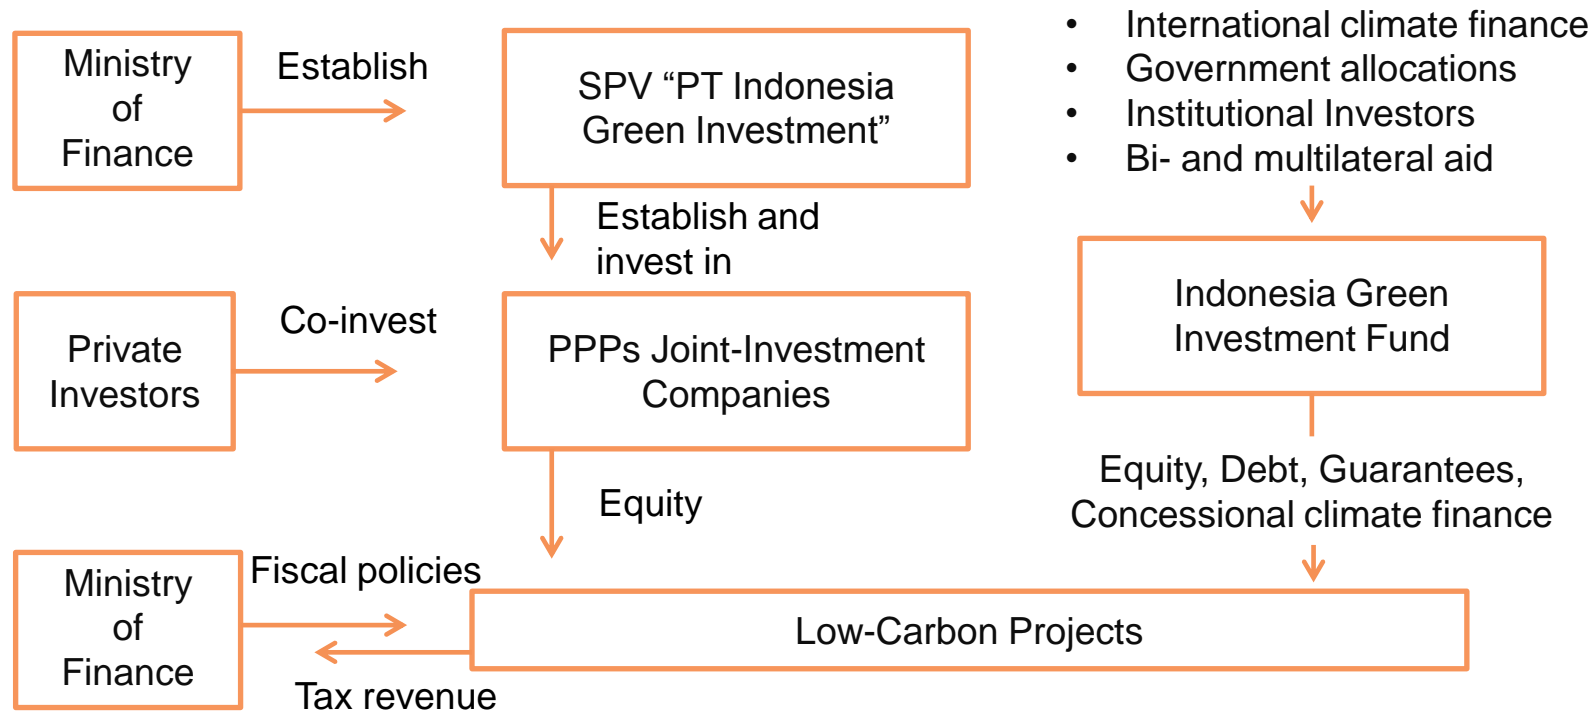 Ministry
of
Finance
Establish
SPV “PT Indonesia
Green Investment”
• International climate finance
• Government allocations
• Institutional Investors
• Bi- and multilateral aid
Establish and
invest in
Private
Investors
Co-invest
PPPs Joint-Investment
Companies
Indonesia Green
Investment Fund
Equity
Equity, Debt, Guarantees,
Concessional climate finance
Ministry
of
Finance
Fiscal policies
Low-Carbon Projects
Tax revenue